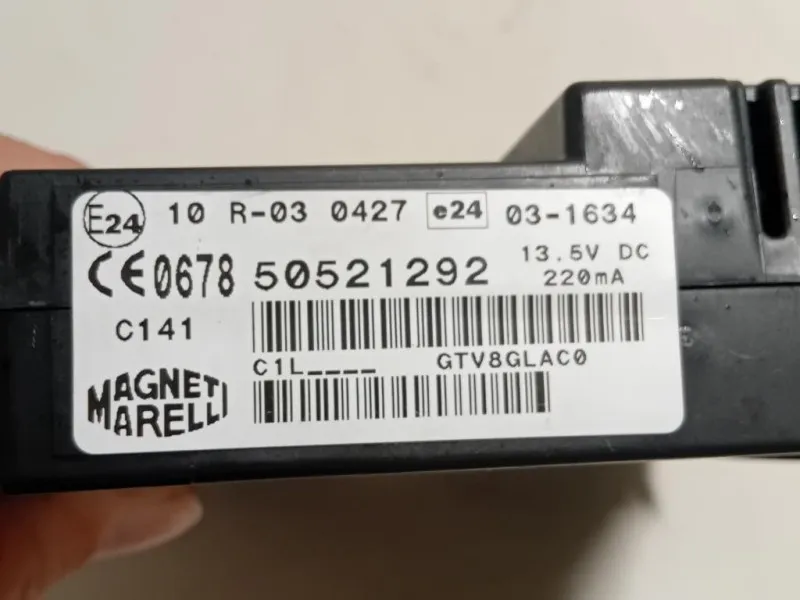 E24 10 R-03 0427 e24 03-1634
CE0678 50521292 13.5V DC
220mA
C141
C1L____ GTV8GLAC0
MAGNETI
MARELLI